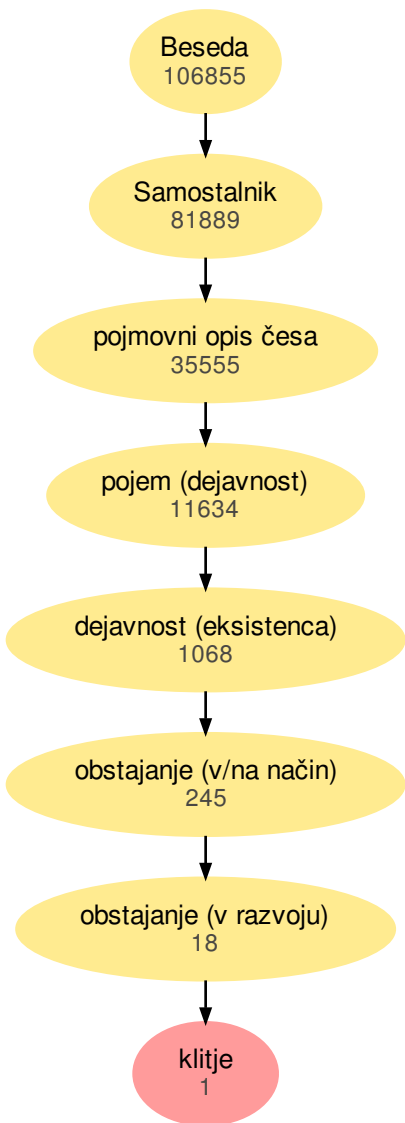 Beseda
106855
Samostalnik
81889
pojmovni opis česa
35555
pojem (dejavnost)
11634
dejavnost (eksistenca)
1068
obstajanje (v/na način)
245
obstajanje (v razvoju)
18
klitje
1